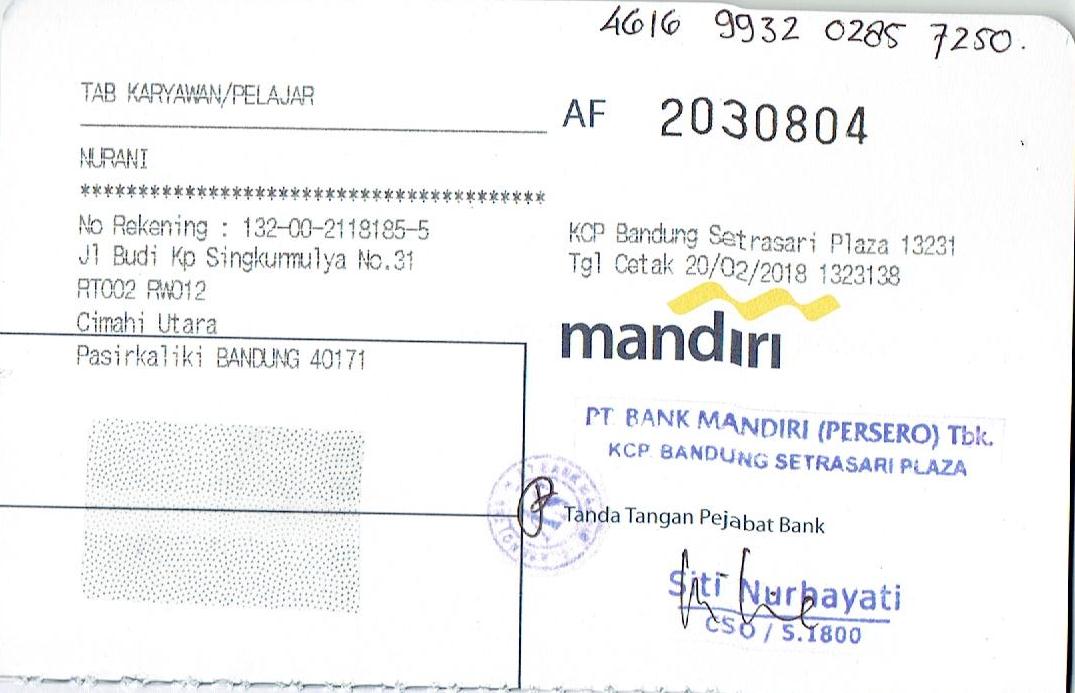 4616 9932 0285 7250.
TAB KARYAWAN/PELAJAR
AF 2030804
NURANI
****************************************
No Rekening : 132-00-2118185-5
Jl Budi Kp Singkurmulya No.31
RT002 RW012
Cimahi Utara
Pasirkaliki BANDUNG 40171
KCP Bandung Setrasari Plaza 13231
Tgl Cetak 20/02/2018 1323138
mandiri
PT. BANK MANDIRI (PERSERO) Tbk.
KCP. BANDUNG SETRASARI PLAZA
Tanda Tangan Pejabat Bank
Siti Nurbayati
CSO / S.1800